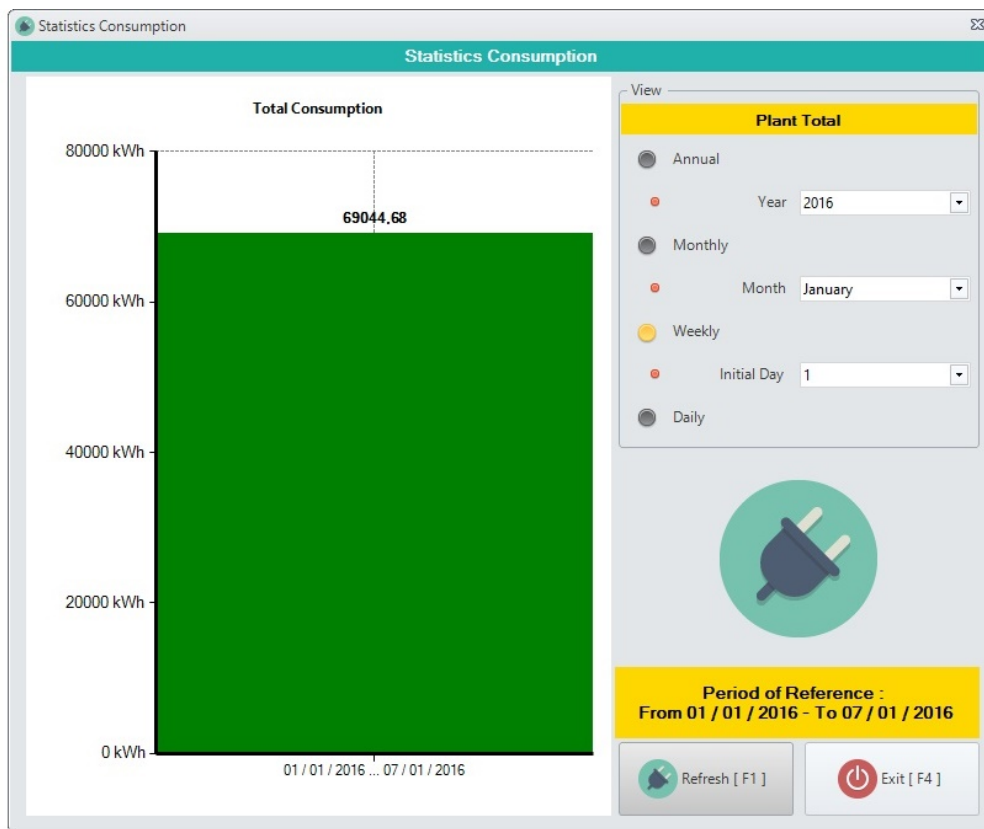 Statistics Consumption
Statistics Consumption
Total Consumption
80000 kWh
69044,68
60000 kWh
40000 kWh
20000 kWh
0 kWh
01 / 01 / 2016 ... 07 / 01 / 2016
View
Plant Total
Annual
Year 2016
Monthly
Month January
Weekly
Initial Day 1
Daily
Period of Reference :
From 01 / 01 / 2016 - To 07 / 01 / 2016
Refresh [ F1 ] Exit [ F4 ]